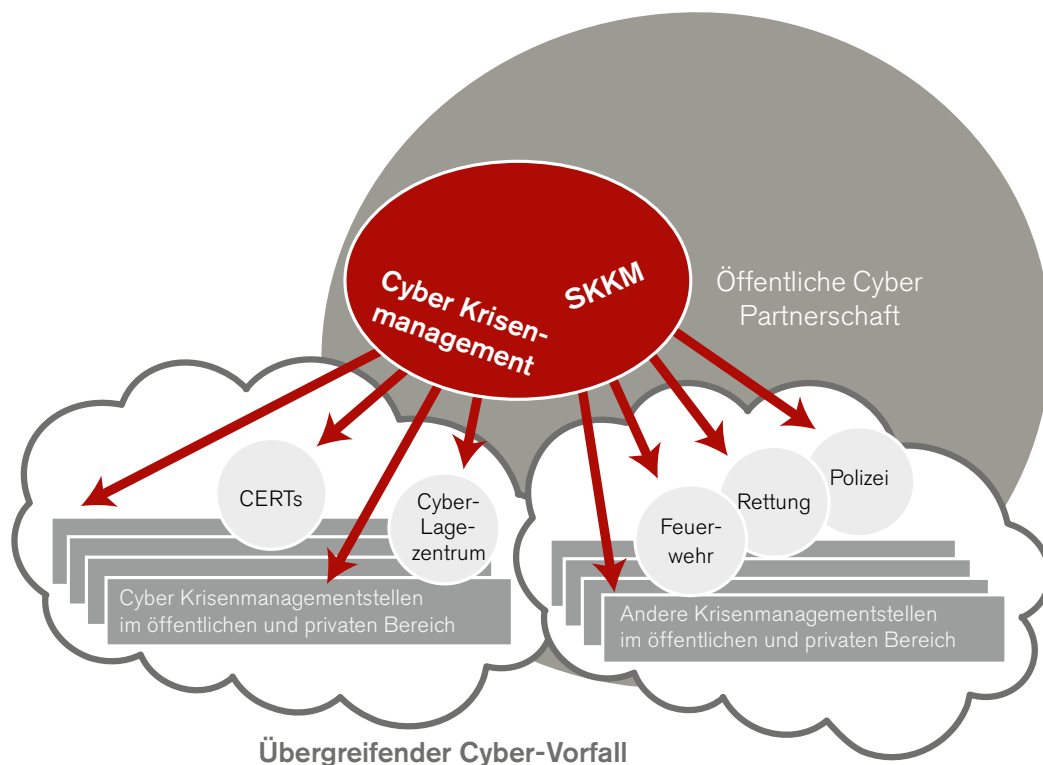 SKKM
Cyber Krisen-
management
Öffentliche Cyber
Partnerschaft
CERTs
Cyber-
Lage-
zentrum
Feuer-
wehr
Rettung
Polizei
Cyber Krisenmanagementstellen
im öffentlichen und privaten Bereich
Andere Krisenmanagementstellen
im öffentlichen und privaten Bereich
Übergreifender Cyber-Vorfall